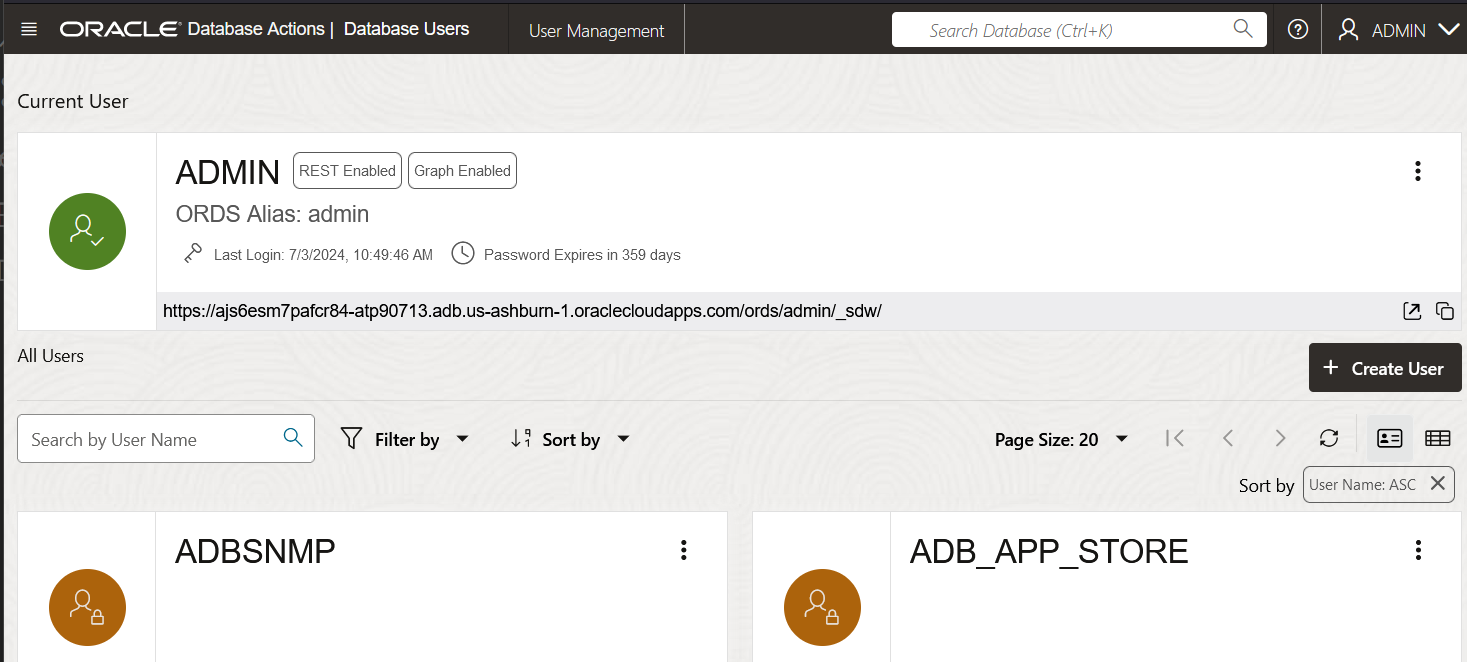 ORACLE® Database Actions | Database Users User Management Search Database (Ctrl+K) ADMIN
Current User
ADMIN REST Enabled Graph Enabled
ORDS Alias: admin
Last Login: 7/3/2024, 10:49:46 AM Password Expires in 359 days
https://ajs6esm7pafcr84-atp90713.adb.us-ashburn-1.oraclecloudapps.com/ords/admin/_sdw/
All Users
+ Create User
Search by User Name Filter by Sort by Page Size: 20
Sort by User Name: ASC
ADBSNMP ADB_APP_STORE